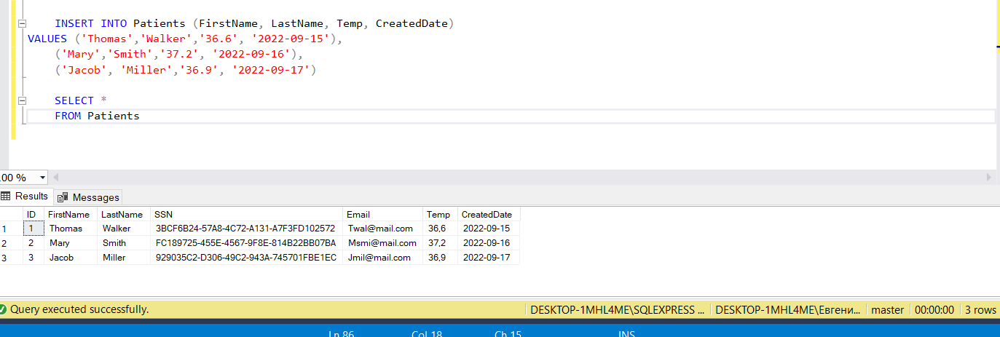 INSERT INTO Patients (FirstName, LastName, Temp, CreatedDate)
VALUES ('Thomas','Walker','36.6', '2022-09-15'),
('Mary','Smith','37.2', '2022-09-16'),
('Jacob', 'Miller','36.9', '2022-09-17')
SELECT *
FROM Patients
.00 %
Results Messages
ID FirstName LastName SSN Email Temp CreatedDate
1 1 Thomas Walker 3BCF6B24-57A8-4C72-A131-A7F3FD102572 Twal@mail.com 36,6 2022-09-15
2 2 Mary Smith FC189725-455E-4567-9F8E-814B22BB07BA Msmi@mail.com 37,2 2022-09-16
3 3 Jacob Miller 929035C2-D306-49C2-943A-745701FBE1EC Jmil@mail.com 36,9 2022-09-17
Query executed successfully. DESKTOP-1MHL4ME\SQLEXPRESS ... DESKTOP-1MHL4ME\Евгени... master 00:00:00 3 rows
Ln 86 Col 18 Ch 15 INS